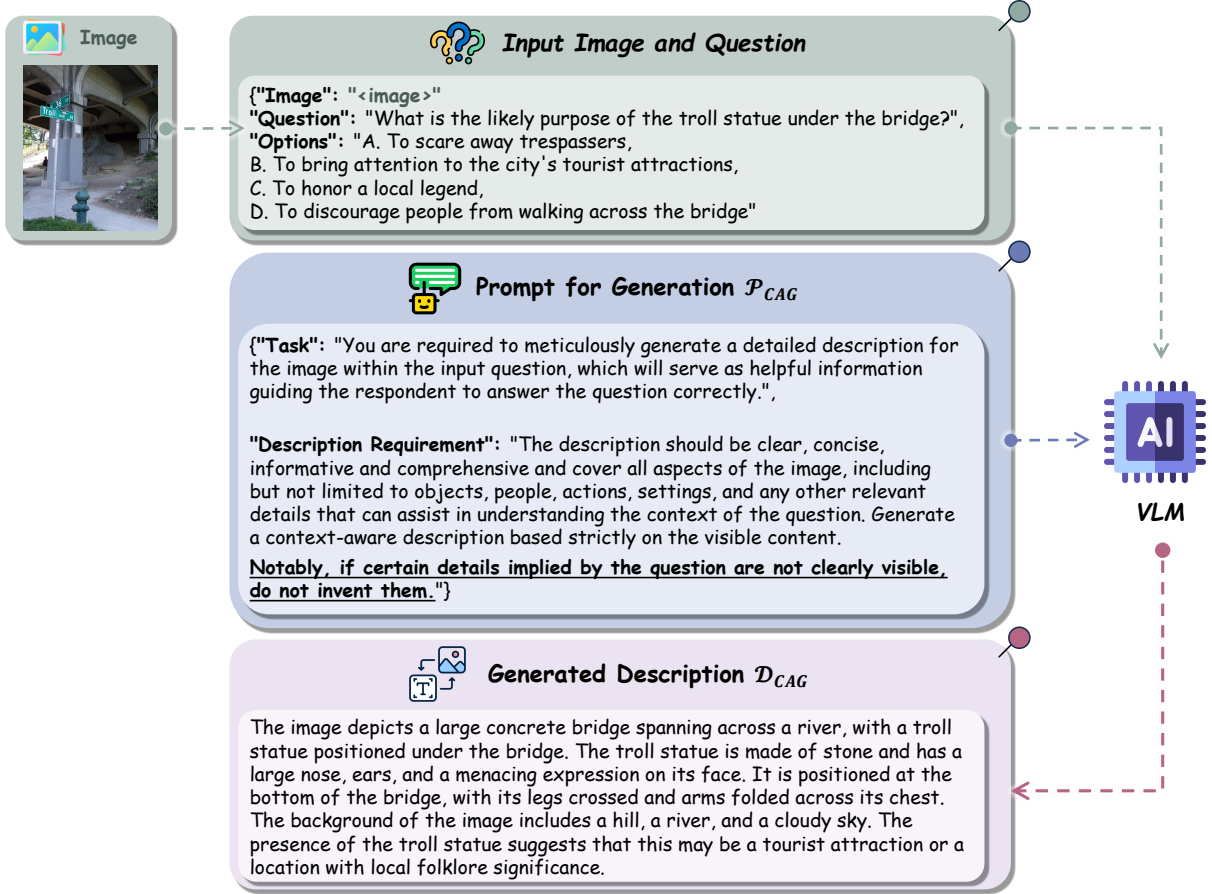 Image
Troll
Input Image and Question
{"Image": "<image>"
"Question": "What is the likely purpose of the troll statue under the bridge?",
"Options": "A. To scare away trespassers,
B. To bring attention to the city's tourist attractions,
C. To honor a local legend,
D. To discourage people from walking across the bridge"
Prompt for Generation 𝒫CAG
{"Task": "You are required to meticulously generate a detailed description for
the image within the input question, which will serve as helpful information
guiding the respondent to answer the question correctly.",
"Description Requirement": "The description should be clear, concise,
informative and comprehensive and cover all aspects of the image, including
but not limited to objects, people, actions, settings, and any other relevant
details that can assist in understanding the context of the question. Generate
a context-aware description based strictly on the visible content.
Notably, if certain details implied by the question are not clearly visible,
do not invent them."}
AI
VLM
T
Generated Description 𝒟CAG
The image depicts a large concrete bridge spanning across a river, with a troll
statue positioned under the bridge. The troll statue is made of stone and has a
large nose, ears, and a menacing expression on its face. It is positioned at the
bottom of the bridge, with its legs crossed and arms folded across its chest.
The background of the image includes a hill, a river, and a cloudy sky. The
presence of the troll statue suggests that this may be a tourist attraction or a
location with local folklore significance.